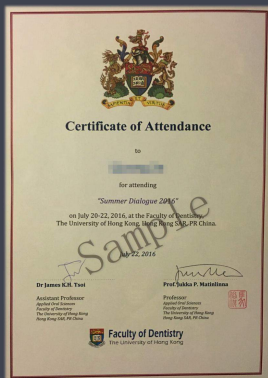 SAPIENTIA ET VIRTUS
Certificate of Attendance
to
for attending
"Summer Dialogue 2016"
on July 20-22, 2016, at the Faculty of Dentistry,
The University of Hong Kong, Hong Kong SAR, PR China.
Sample
July 22, 2016
Dr James K.H. Tsoi
Assistant Professor
Applied Oral Sciences
Faculty of Dentistry
The University of Hong Kong
Hong Kong SAR, PR China
Prof. Jukka P. Matinlinna
Professor
Applied Oral Sciences
Faculty of Dentistry
The University of Hong Kong
Hong Kong SAR, PR China
Faculty of Dentistry
The University of Hong Kong